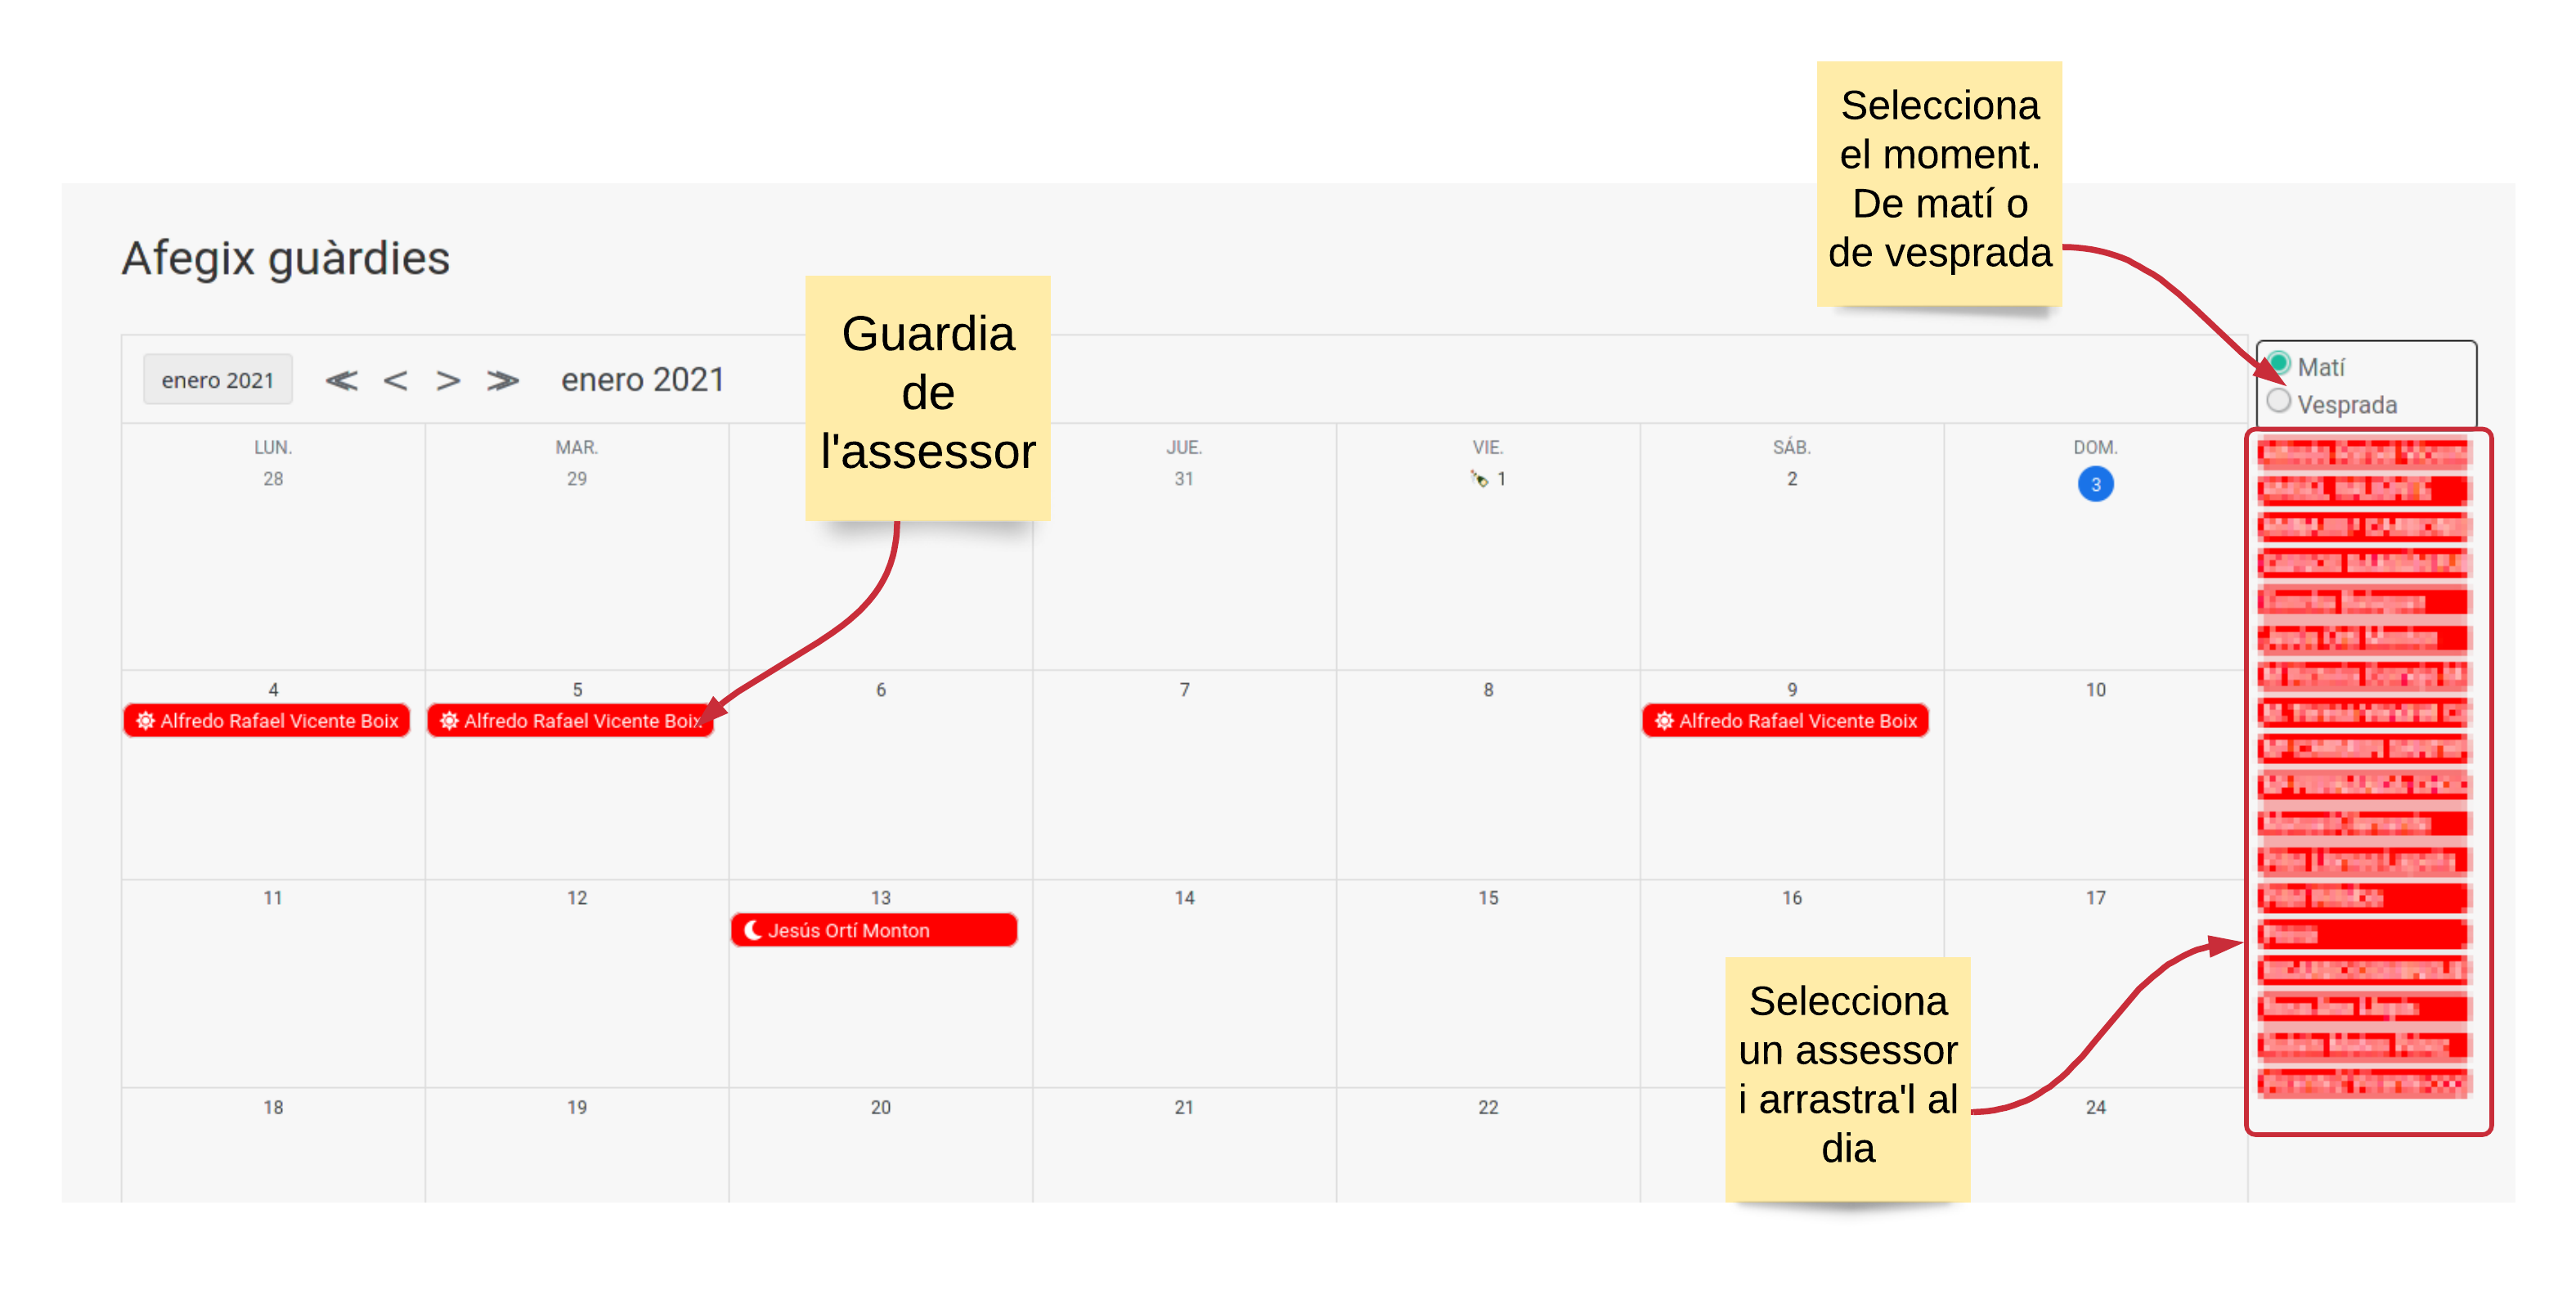 Selecciona
el moment.
De matí o
de vesprada
Afegix guàrdies
Guardia
de
l'assessor
enero 2021
enero 2021
Matí
Vesprada
LUN.
MAR.
JUE.
VIE.
SÁB.
DOM.
28
29
31
1
2
3
4
5
6
7
8
9
10
Alfredo Rafael Vicente Boix
Alfredo Rafael Vicente Boix
Alfredo Rafael Vicente Boix
11
12
13
14
15
16
17
Jesús Ortí Monton
Selecciona
un assessor
i arrastra'l al
dia
18
19
20
21
22
24